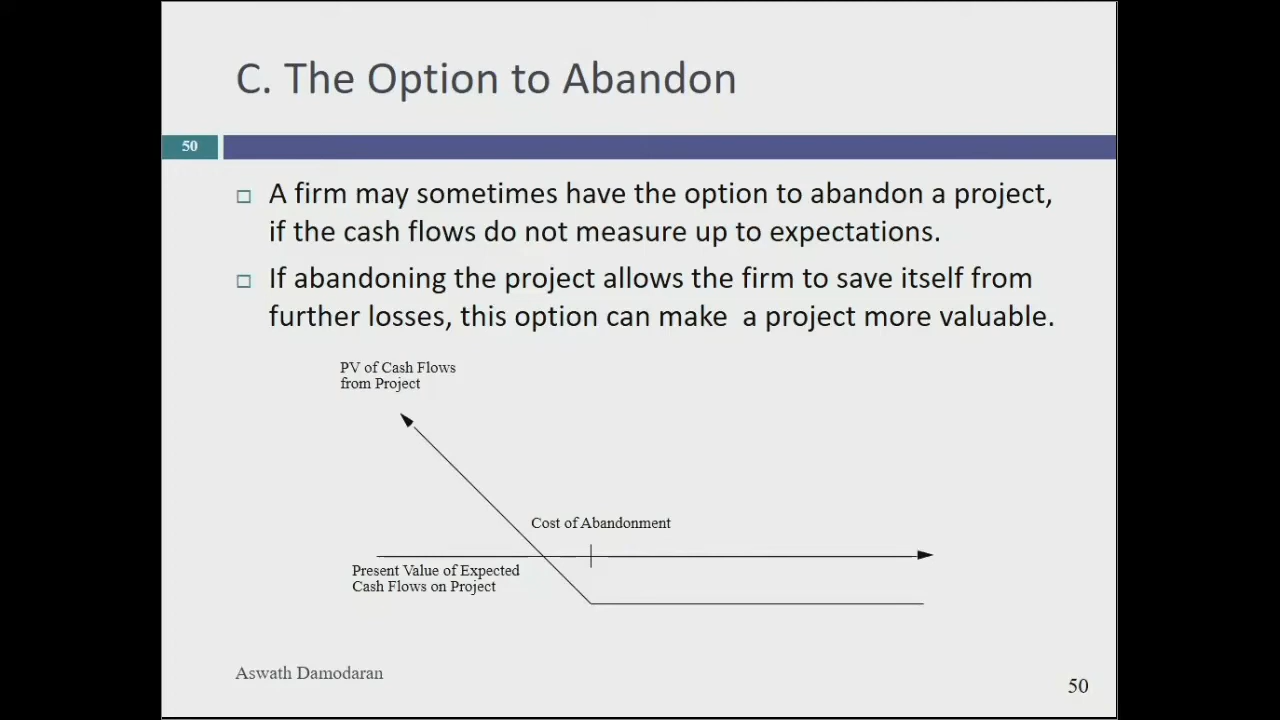 C. The Option to Abandon
50
A firm may sometimes have the option to abandon a project,
if the cash flows do not measure up to expectations.
If abandoning the project allows the firm to save itself from
further losses, this option can make a project more valuable.
PV of Cash Flows
from Project
Cost of Abandonment
Present Value of Expected
Cash Flows on Project
Aswath Damodaran
50